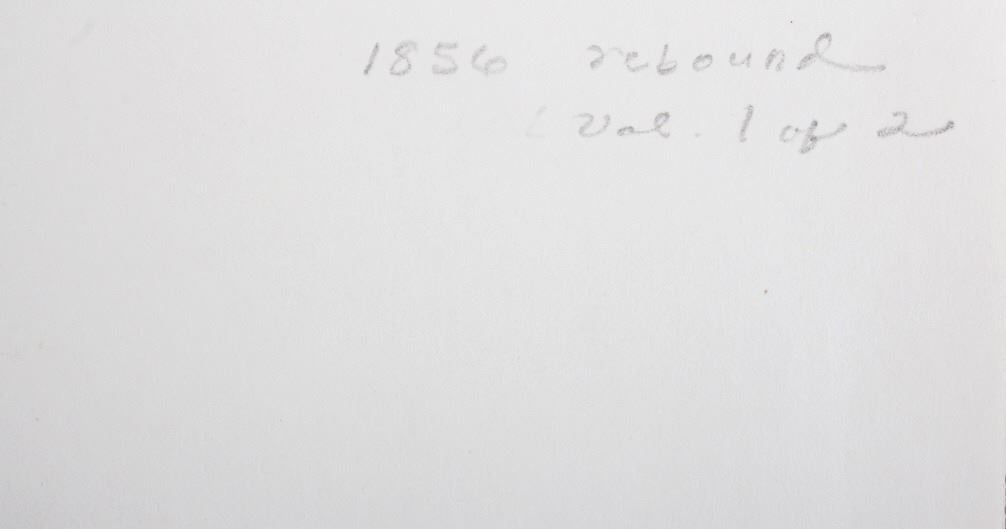 1856 rebound
(Vol. 1 of 2